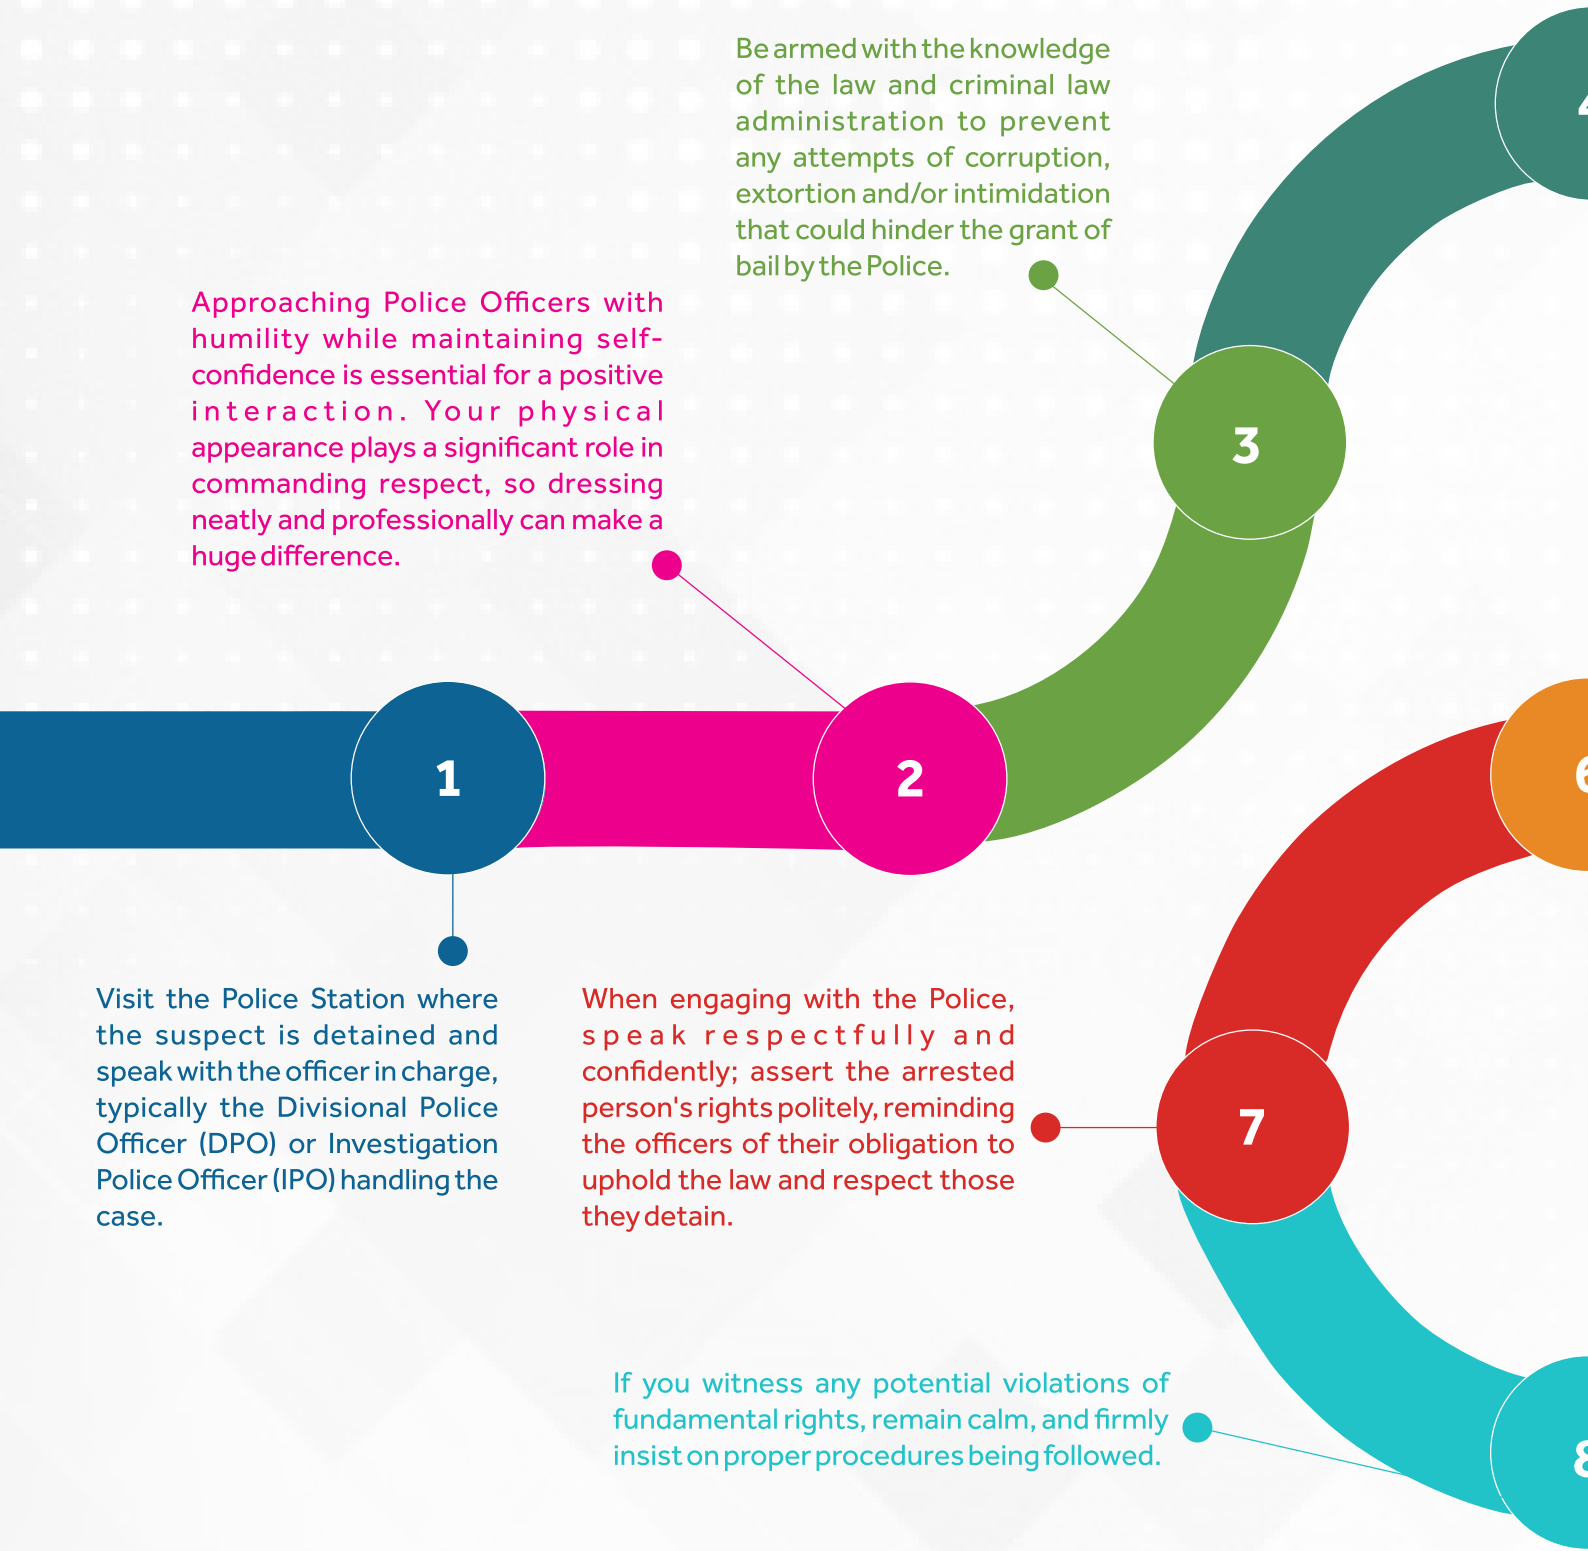 Be armed with the knowledge
of the law and criminal law
administration to prevent
any attempts of corruption,
extortion and/or intimidation
that could hinder the grant of
bail by the Police.
4
Approaching Police Officers with
humility while maintaining self-
confidence is essential for a positive
interaction. Your physical
appearance plays a significant role in
commanding respect, so dressing
neatly and professionally can make a
huge difference.
3
1
2
6
Visit the Police Station where
the suspect is detained and
speak with the officer in charge,
typically the Divisional Police
Officer (DPO) or Investigation
Police Officer (IPO) handling the
case.
When engaging with the Police,
speak respectfully and
confidently; assert the arrested
person's rights politely, reminding
the officers of their obligation to
uphold the law and respect those
they detain.
7
If you witness any potential violations of
fundamental rights, remain calm, and firmly
insist on proper procedures being followed.
8